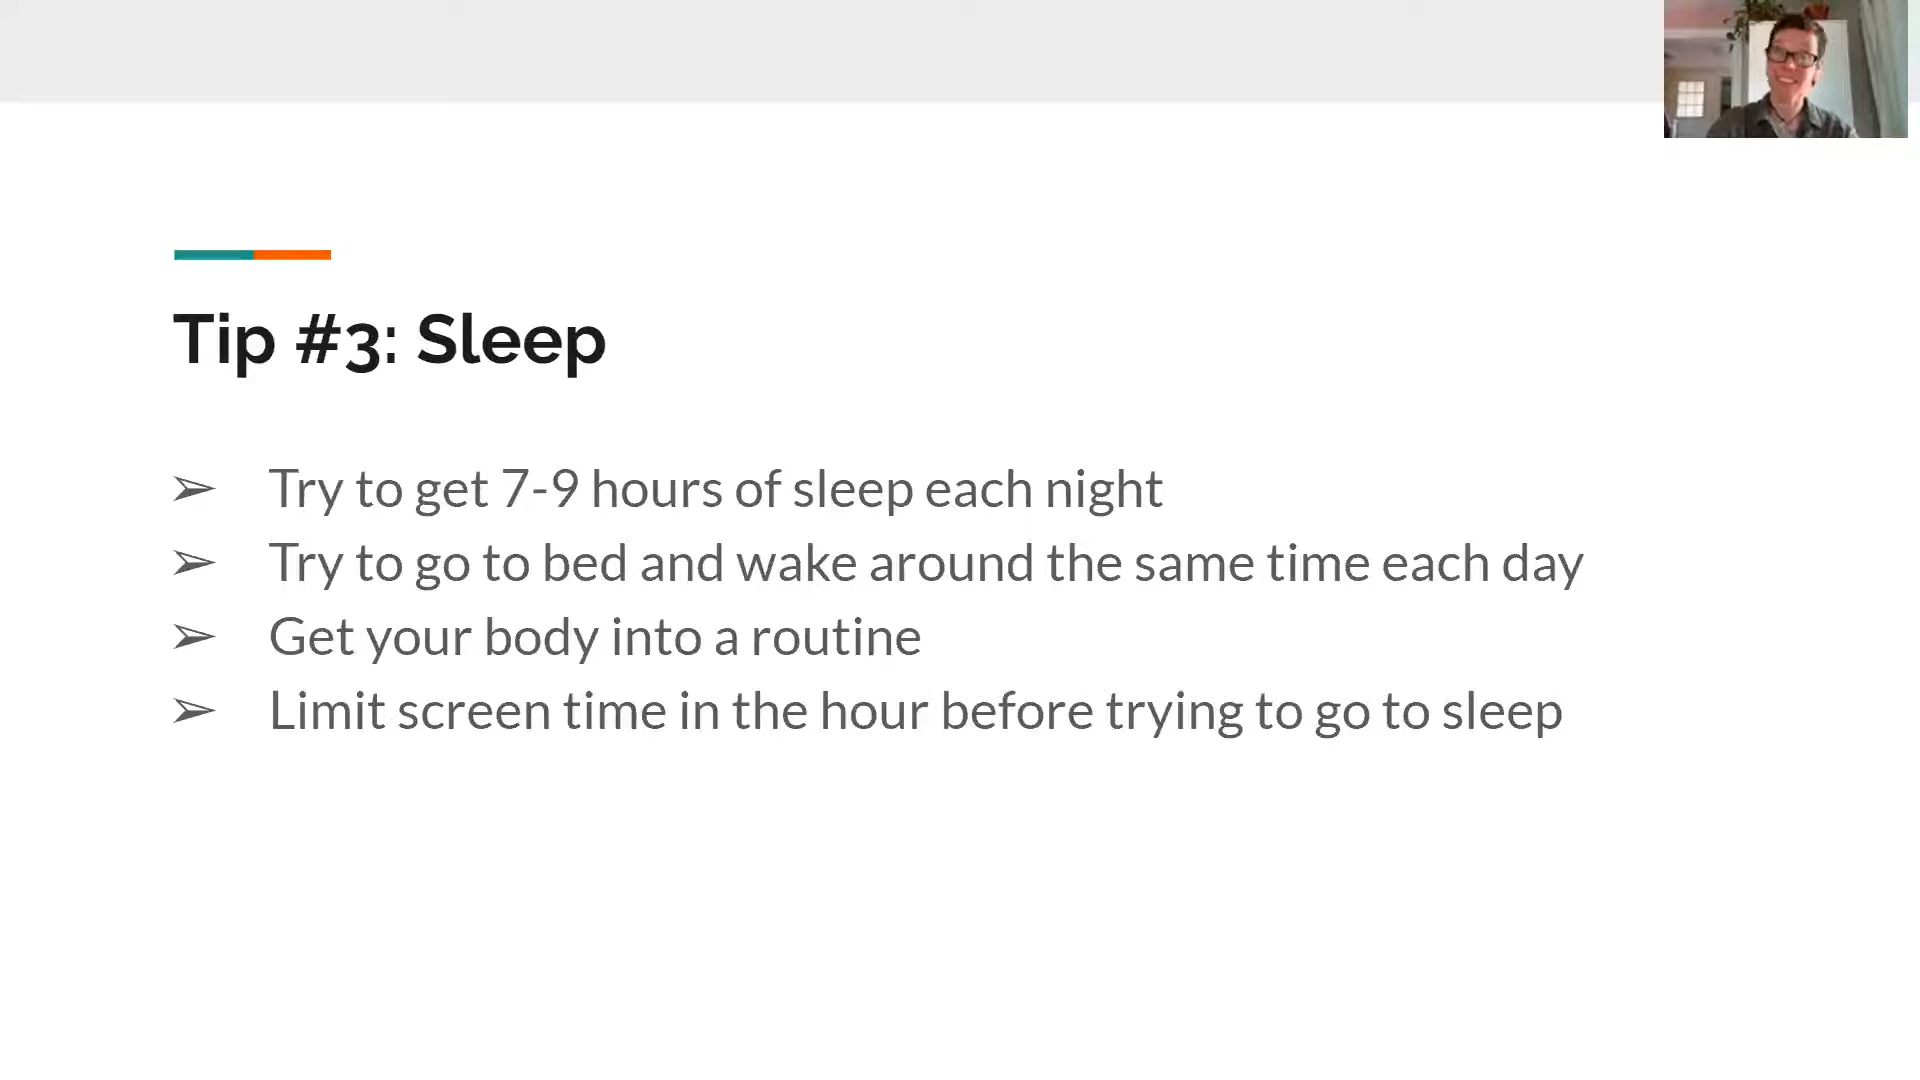 Tip #3: Sleep
➢ Try to get 7-9 hours of sleep each night
➢ Try to go to bed and wake around the same time each day
➢ Get your body into a routine
➢ Limit screen time in the hour before trying to go to sleep